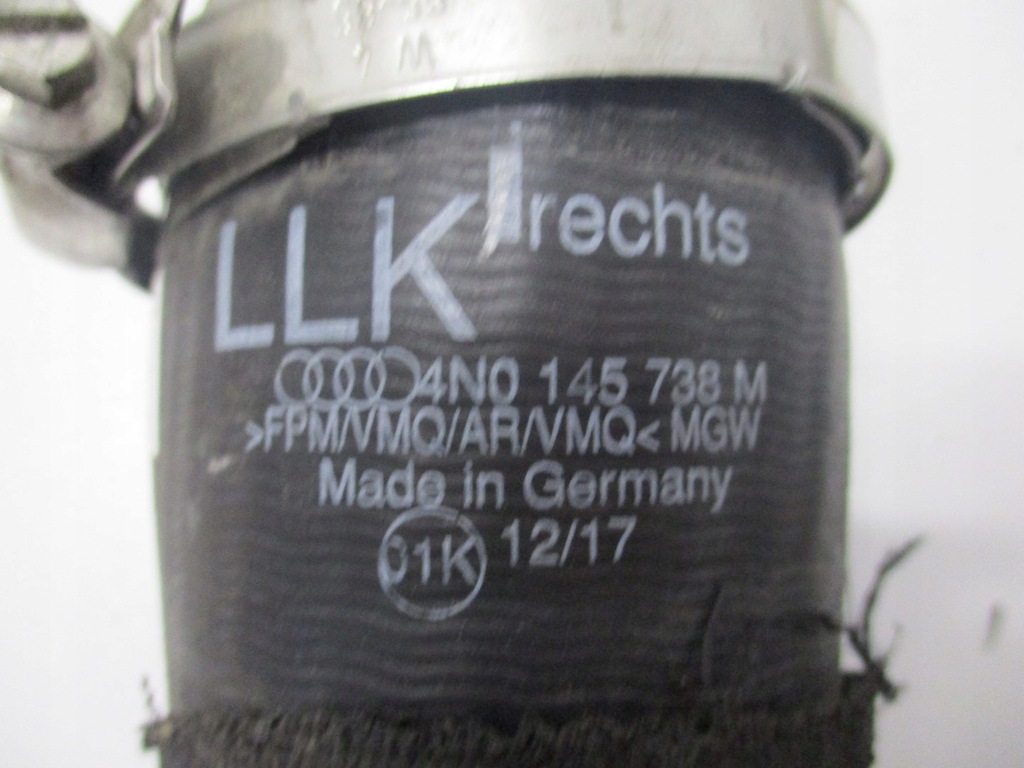 LLK rechts
4N0 145 738 M
>FPM/VMQ/AR/VMQ< MGW
Made in Germany
01K 12/17